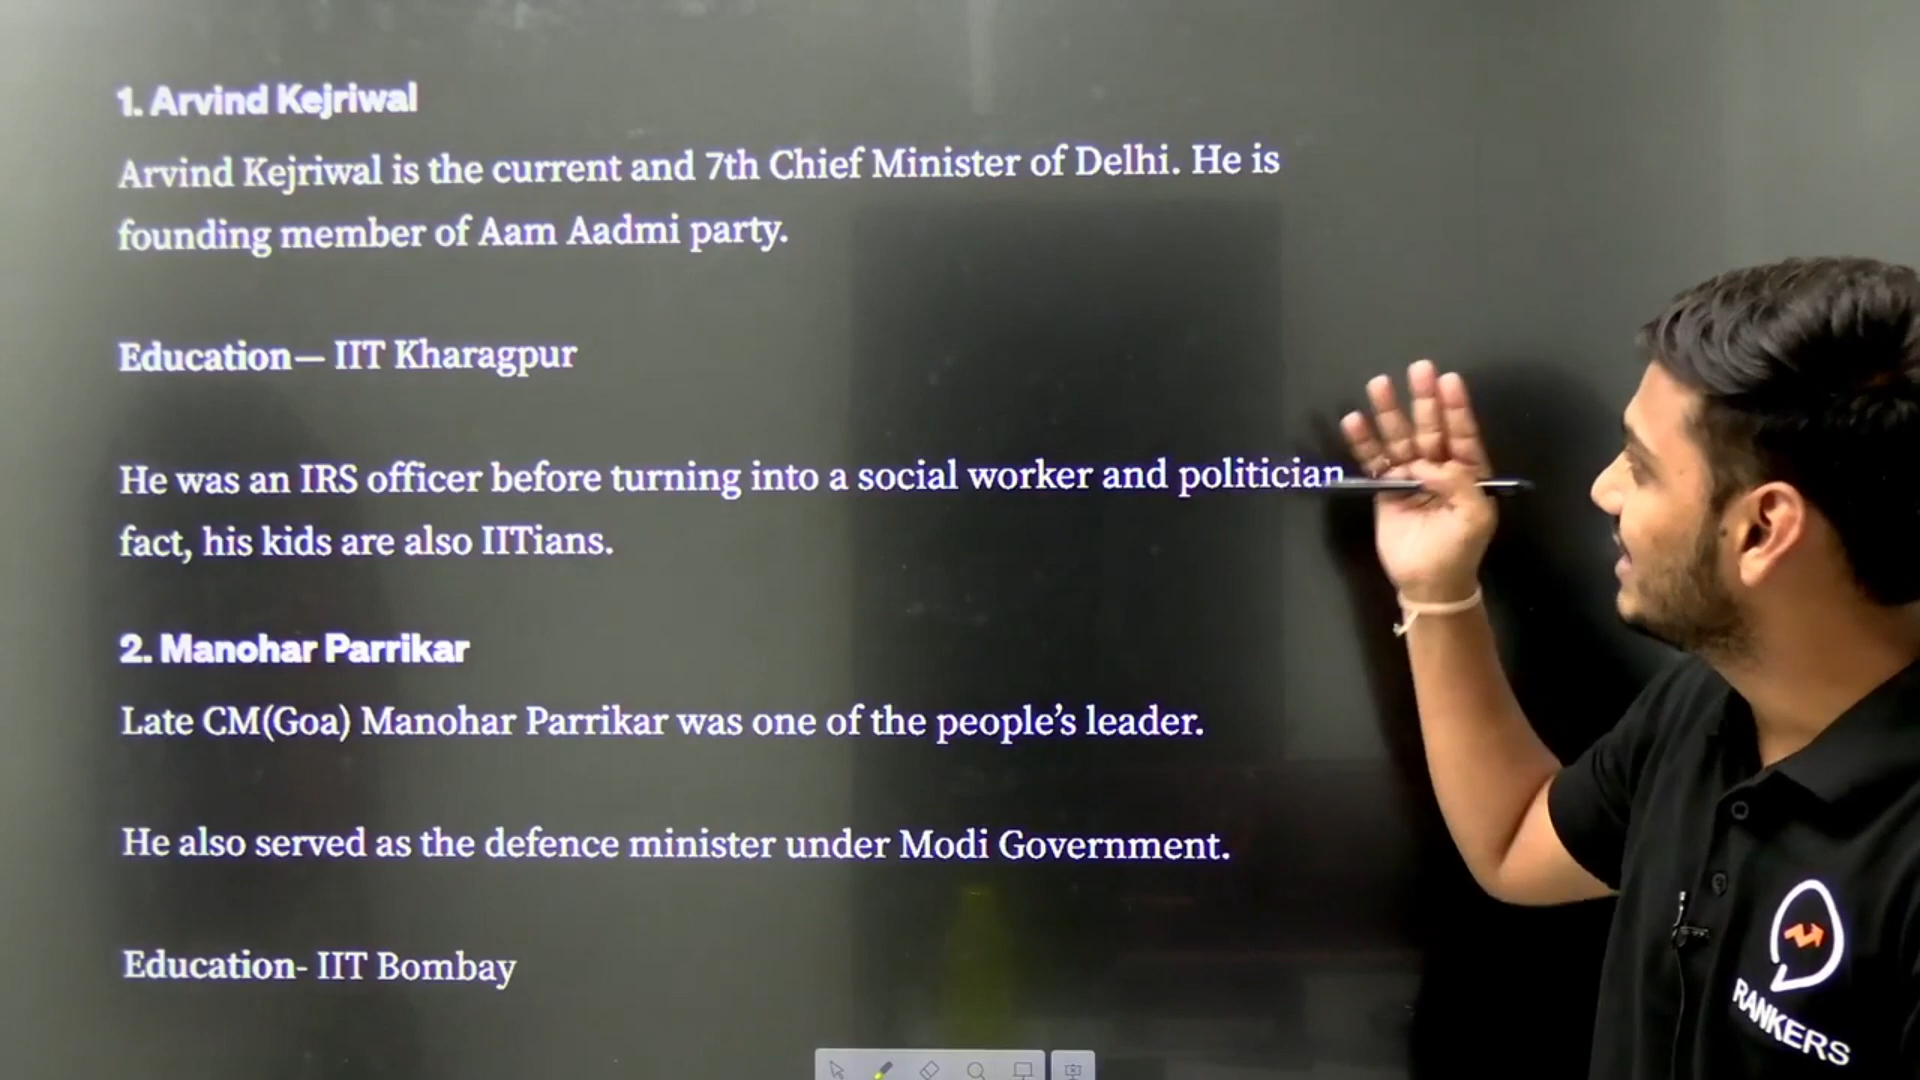 1. Arvind Kejriwal
Arvind Kejriwal is the current and 7th Chief Minister of Delhi. He is
founding member of Aam Aadmi party.
Education— IIT Kharagpur
He was an IRS officer before turning into a social worker and politician
fact, his kids are also IITians.
2. Manohar Parrikar
Late CM(Goa) Manohar Parrikar was one of the people's leader.
He also served as the defence minister under Modi Government.
Education- IIT Bombay
RANKERS